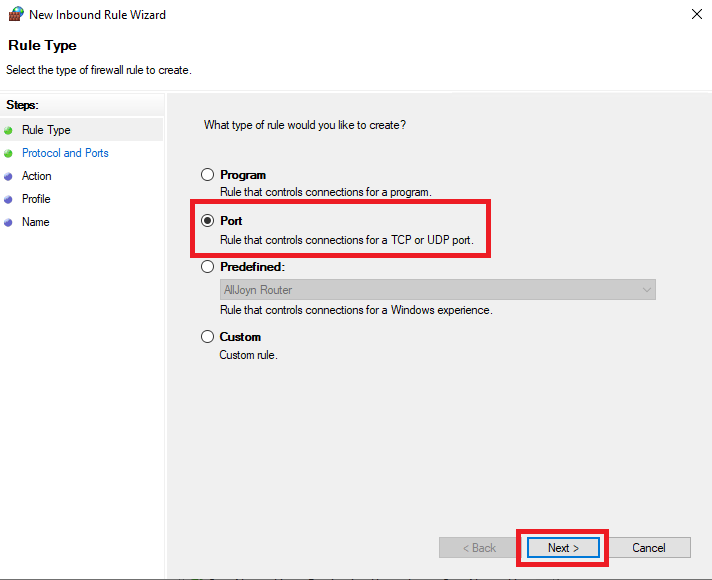 New Inbound Rule Wizard
Rule Type
Select the type of firewall rule to create.
Steps:
Rule Type
Protocol and Ports
Action
Profile
Name
What type of rule would you like to create?
Program
Rule that controls connections for a program.
Port
Rule that controls connections for a TCP or UDP port.
Predefined:
AllJoyn Router
Rule that controls connections for a Windows experience.
Custom
Custom rule.
< Back
Next >
Cancel